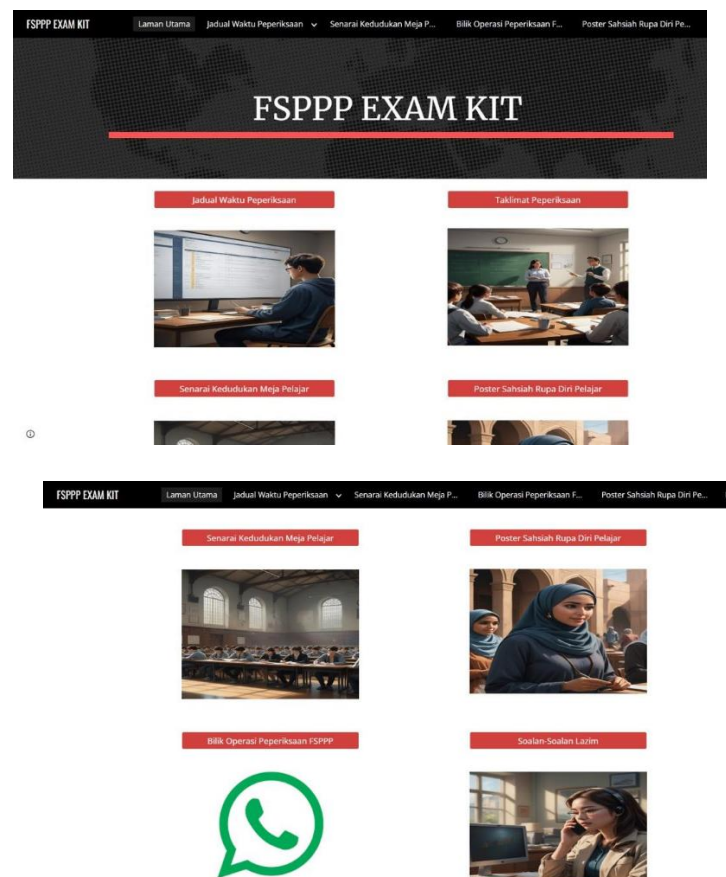 FSPPP EXAM KIT Laman Utama Jadual Waktu Peperiksaan Senarai Kedudukan Meja P... Bilik Operasi Peperiksaan F... Poster Sahsiah Rupa Diri Pe...
FSPPP EXAM KIT
Jadual Waktu Peperiksaan Taklimat Peperiksaan
Senarai Kedudukan Meja Pelajar Poster Sahsiah Rupa Diri Pelajar
FSPPP EXAM KIT Laman Utama Jadual Waktu Peperiksaan Senarai Kedudukan Meja P... Bilik Operasi Peperiksaan F... Poster Sahsiah Rupa Diri Pe...
Senarai Kedudukan Meja Pelajar Poster Sahsiah Rupa Diri Pelajar
Bilik Operasi Peperiksaan FSPPP Soalan-Soalan Lazim